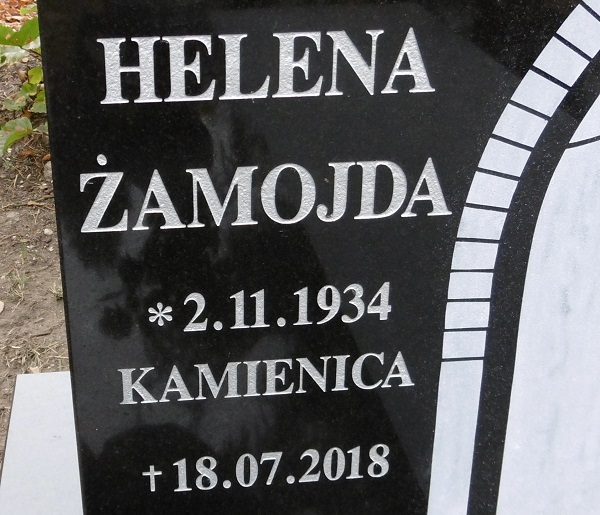 HELENA
ŻAMOJDA
*2.11.1934
KAMIENICA
†18.07.2018